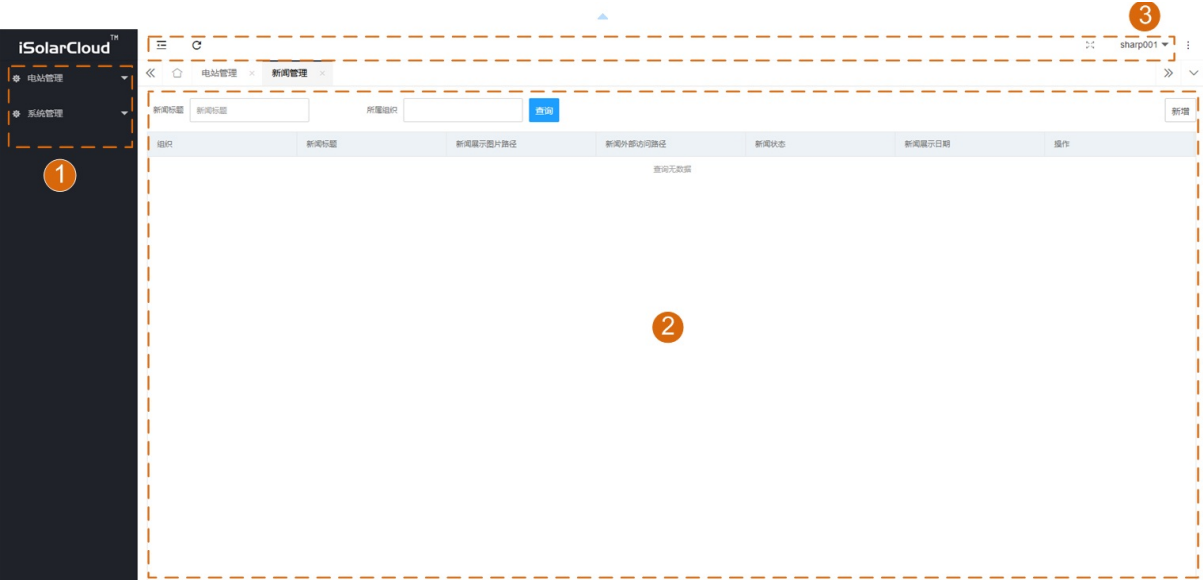 3
iSolarCloud™
sharp001
电站管理
系统管理
1
电站管理 × 新闻管理 ×
新闻标题 新闻标题 所属组织 查询 新增
组织 新闻标题 新闻展示图片路径 新闻外部访问路径 新闻状态 新闻展示日期 操作
查询无数据
2